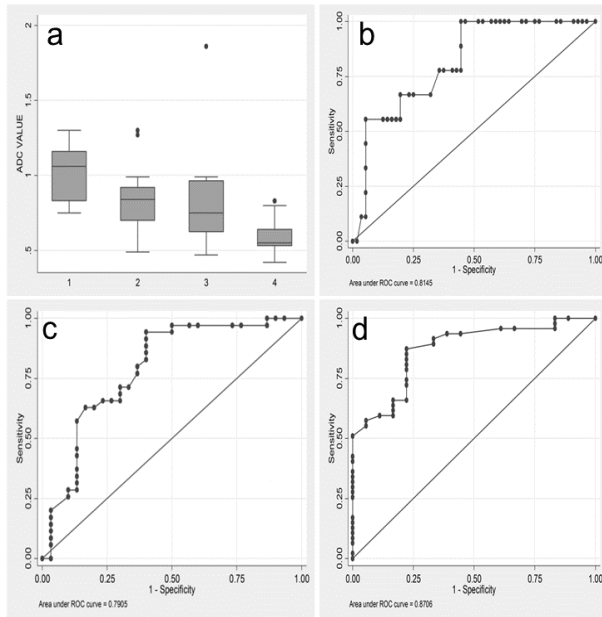 a
ADC VALUE
2
1.5
1
.5
1 2 3 4
b
Sensitivity
1.00
0.75
0.50
0.25
0.00
0.00 0.25 0.50 0.75 1.00
1 - Specificity
Area under ROC curve = 0.8145
c
Sensitivity
1.00
0.75
0.50
0.25
0.00
0.00 0.25 0.50 0.75 1.00
1 - Specificity
Area under ROC curve = 0.7905
d
Sensitivity
1.00
0.75
0.50
0.25
0.00
0.00 0.25 0.50 0.75 1.00
1 - Specificity
Area under ROC curve = 0.8706